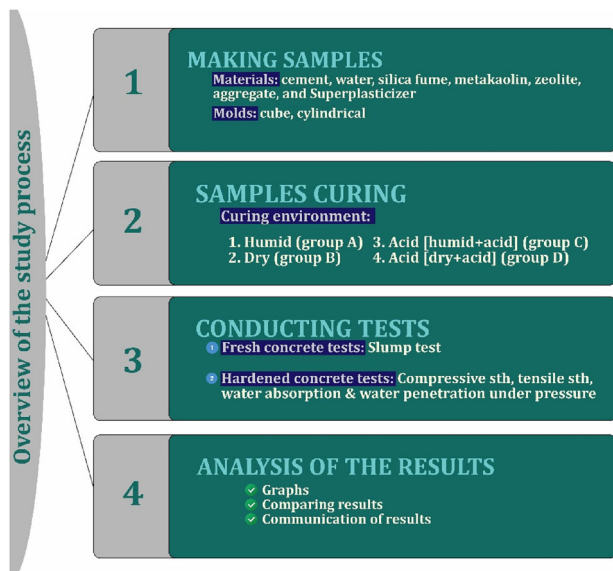 Overview of the study process
1
MAKING SAMPLES
Materials: cement, water, silica fume, metakaolin, zeolite,
aggregate, and Superplasticizer
Molds: cube, cylindrical
2
SAMPLES CURING
Curing environment:
1. Humid (group A) 3. Acid [humid+acid] (group C)
2. Dry (group B) 4. Acid [dry+acid] (group D)
3
CONDUCTING TESTS
1 Fresh concrete tests: Slump test
2 Hardened concrete tests: Compressive sth, tensile sth,
water absorption & water penetration under pressure
4
ANALYSIS OF THE RESULTS
Graphs
Comparing results
Communication of results